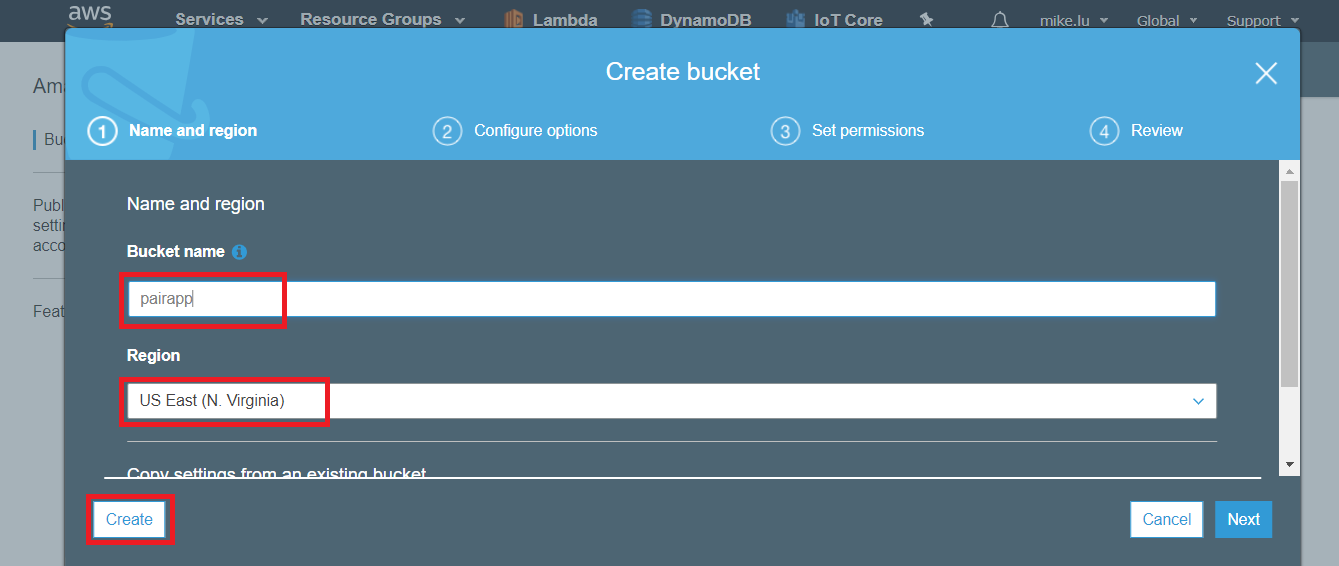 aws Services Resource Groups Lambda DynamoDB IoT Core mike.lu Global Support
Create bucket
1 Name and region 2 Configure options 3 Set permissions 4 Review
Name and region
Bucket name
pairapp
Region
US East (N. Virginia)
Copy settings from an existing bucket
Create Cancel Next
Ama
Bu
Publ
setti
acco
Feat